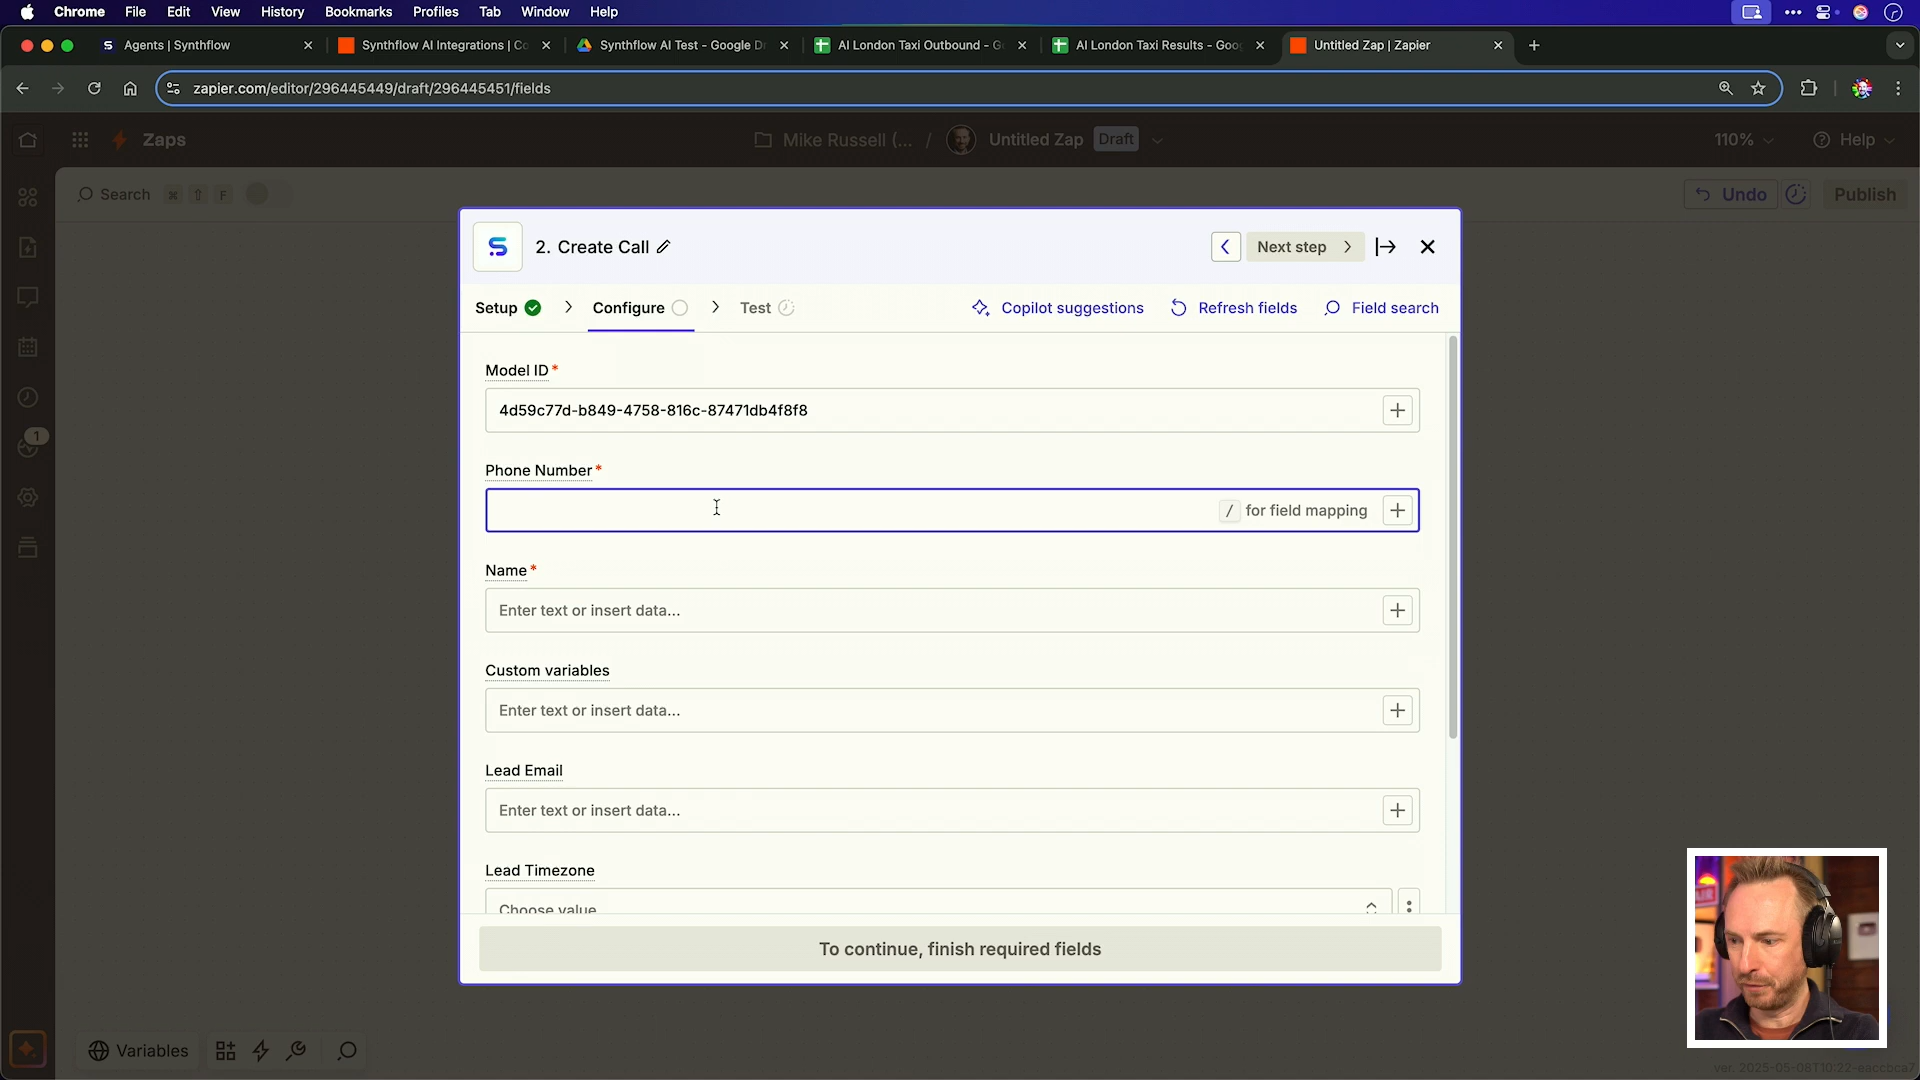 Chrome File Edit View History Bookmarks Profiles Tab Window Help
Agents | Synthflow
Synthflow AI Integrations | Co
Synthflow AI Test - Google Dr
AI London Taxi Outbound - G
AI London Taxi Results - Goog
Untitled Zap | Zapier
zapier.com/editor/296445449/draft/296445451/fields
Zaps
Mike Russell (... / Untitled Zap Draft
110% Help
Search ⌘ ⇧ F
Undo Publish
2. Create Call
Next step
Setup Configure Test
Copilot suggestions Refresh fields Field search
Model ID *
4d59c77d-b849-4758-816c-87471db4f8f8
Phone Number *
/ for field mapping
Name *
Enter text or insert data...
Custom variables
Enter text or insert data...
Lead Email
Enter text or insert data...
Lead Timezone
Choose value
To continue, finish required fields
1
Variables